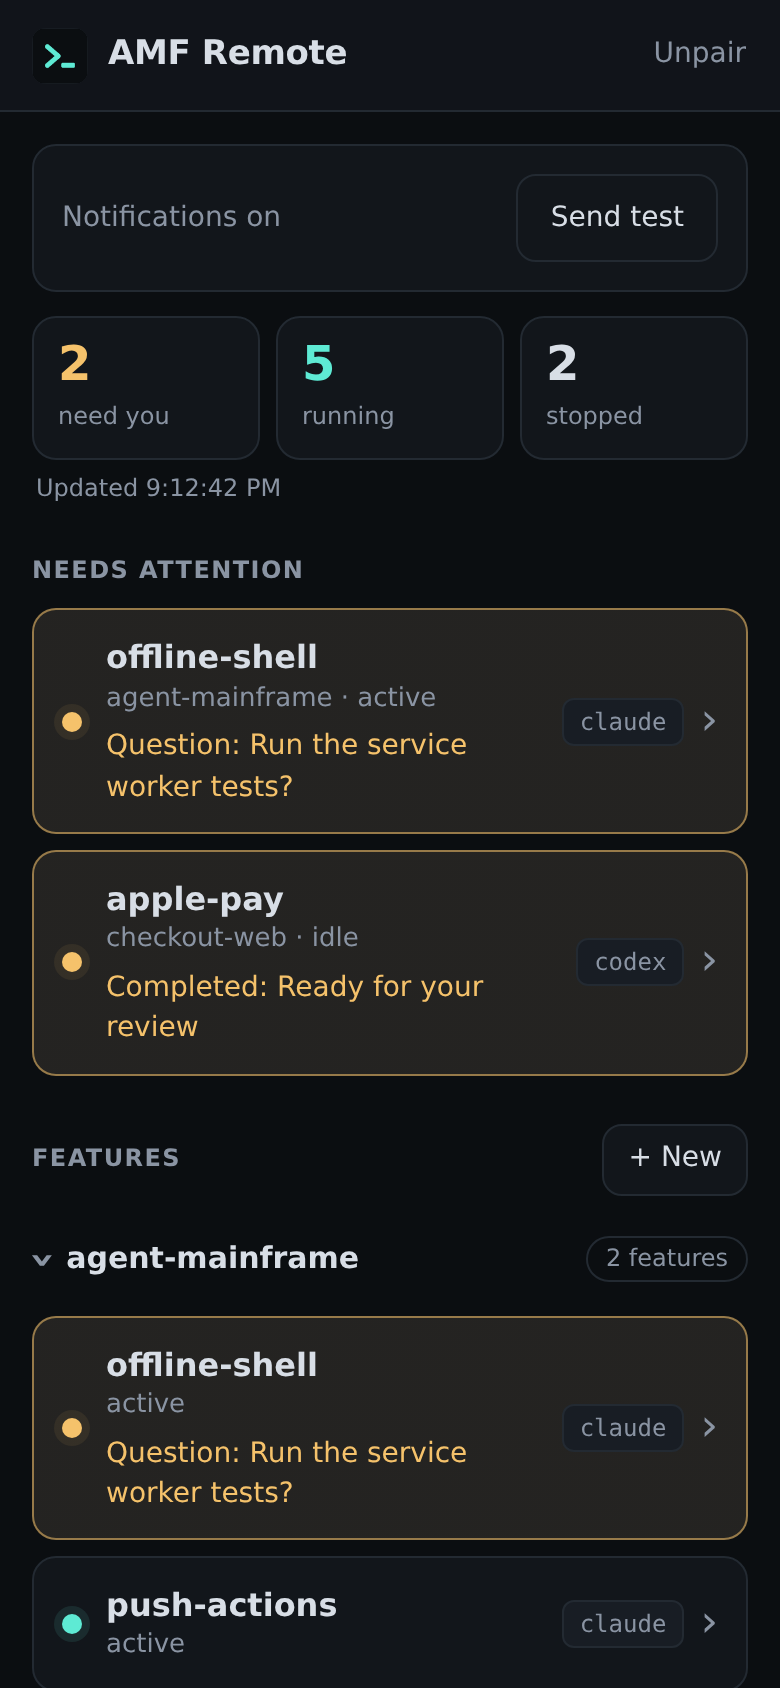 AMF Remote
Unpair
Notifications on
Send test
2
need you
5
running
2
stopped
Updated 9:12:42 PM
NEEDS ATTENTION
offline-shell
agent-mainframe · active
Question: Run the service
worker tests?
claude
apple-pay
checkout-web · idle
Completed: Ready for your
review
codex
FEATURES
+ New
agent-mainframe
2 features
offline-shell
active
Question: Run the service
worker tests?
claude
push-actions
active
claude